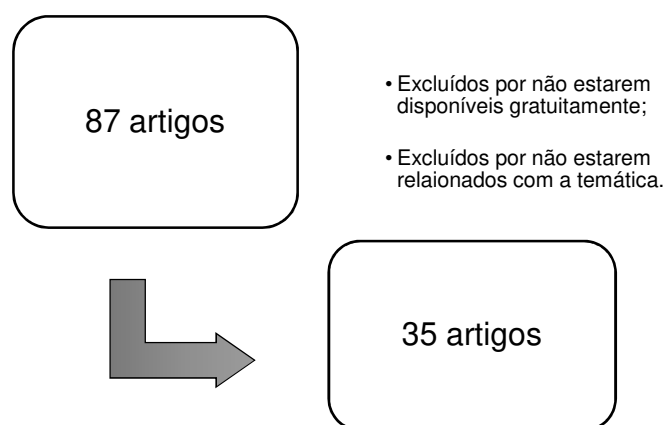 87 artigos
• Excluídos por não estarem
disponíveis gratuitamente;
• Excluídos por não estarem
relaionados com a temática.
35 artigos